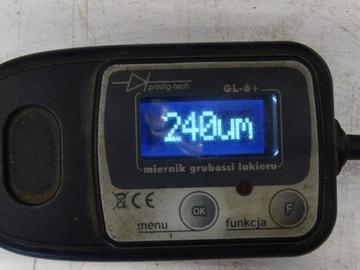 prodig-tech
GL-6+
240um
miernik grubości lakieru
CE
OK
F
menu
funkcja